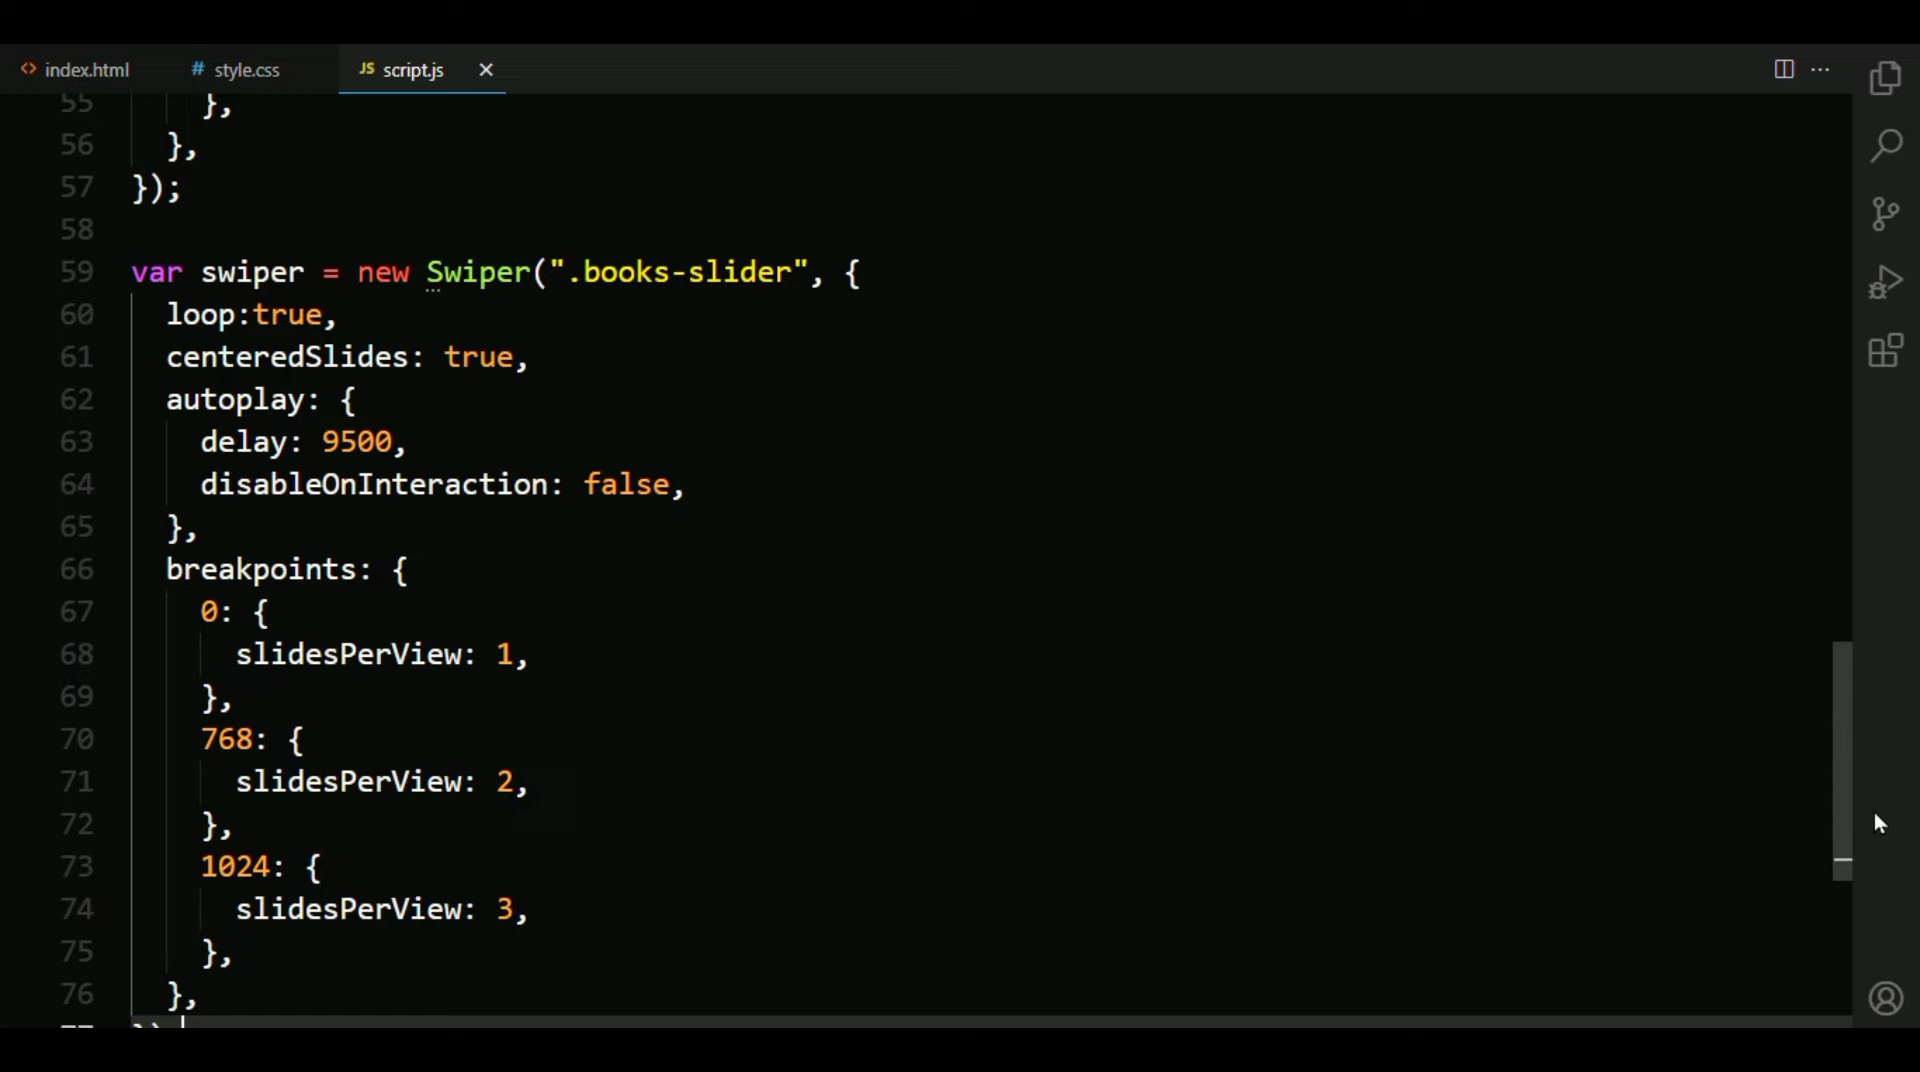 <> index.html # style.css JS script.js ×
55 },
56 },
57 });
58
59 var swiper = new Swiper(".books-slider", {
60 loop:true,
61 centeredSlides: true,
62 autoplay: {
63 delay: 9500,
64 disableOnInteraction: false,
65 },
66 breakpoints: {
67 0: {
68 slidesPerView: 1,
69 },
70 768: {
71 slidesPerView: 2,
72 },
73 1024: {
74 slidesPerView: 3,
75 },
76 },